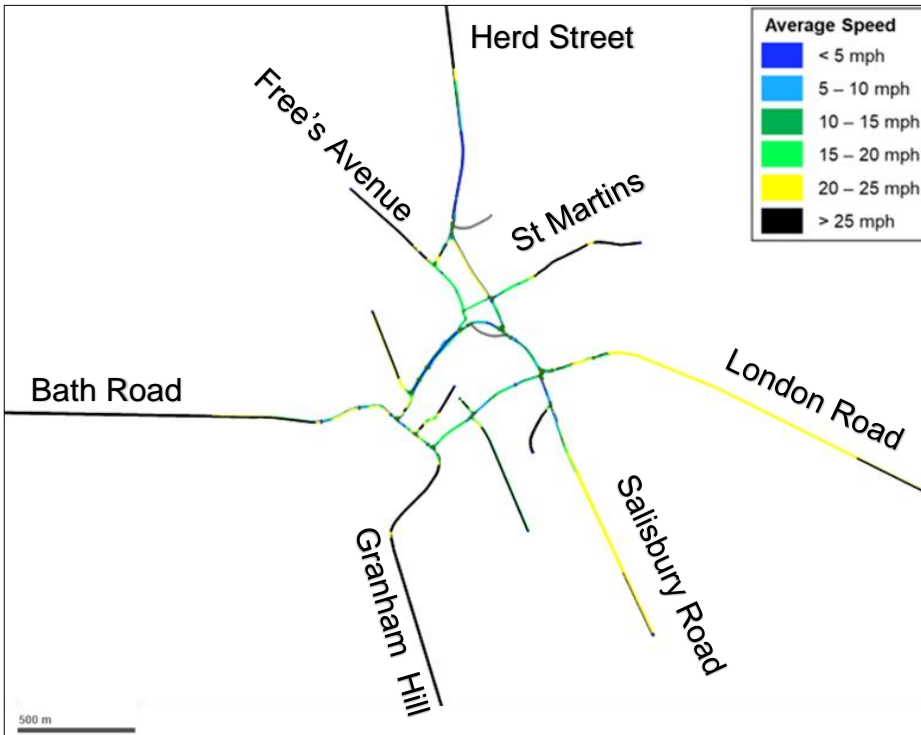 Herd Street
Average Speed
< 5 mph
5 – 10 mph
10 – 15 mph
15 – 20 mph
20 – 25 mph
> 25 mph
Free's Avenue
St Martins
Bath Road
London Road
Salisbury Road
Granham Hill
500 m